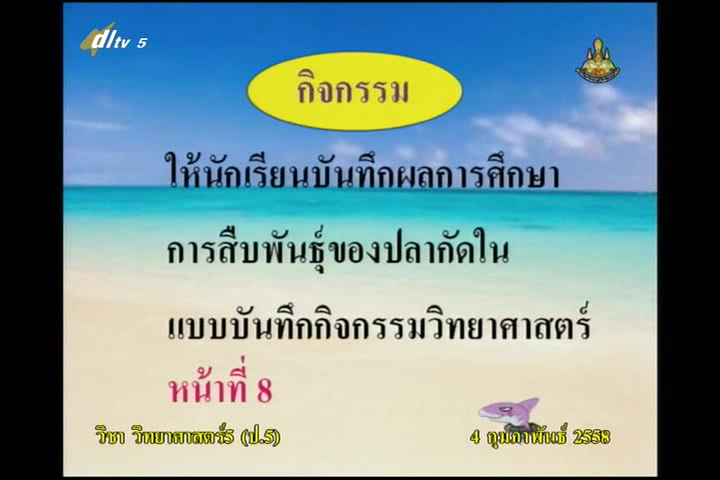 dltv 5
กิจกรรม
ให้นักเรียนบันทึกผลการศึกษา
การสืบพันธุ์ของปลากัดใน
แบบบันทึกกิจกรรมวิทยาศาสตร์
หน้าที่ 8
วิชา วิทยาศาสตร์5 (ป.5)
4 กุมภาพันธ์ 2558